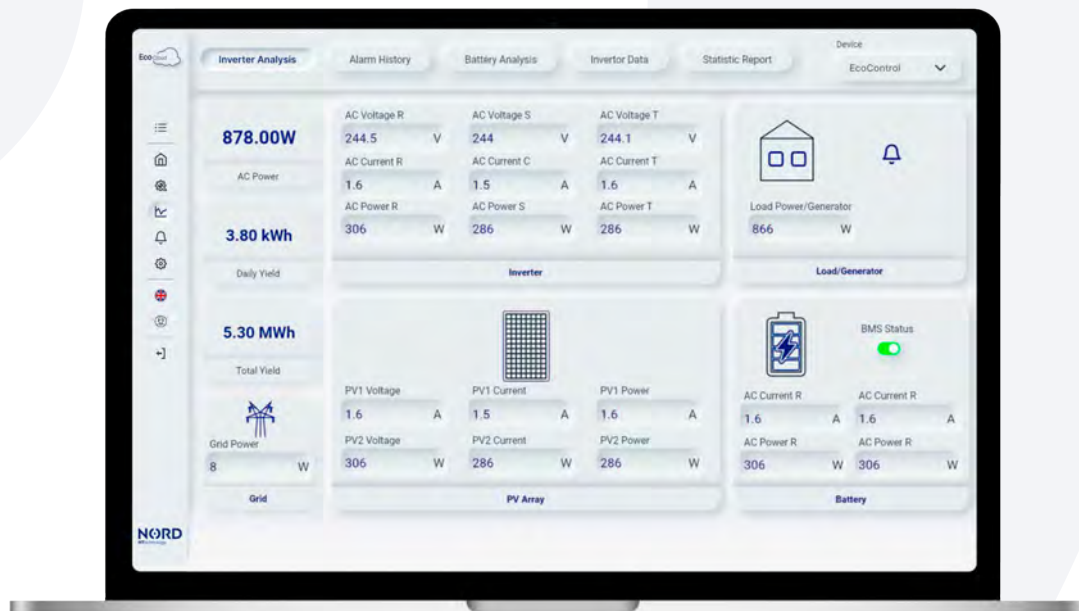 Eco
Inverter Analysis
Alarm History
Battery Analysis
Invertor Data
Statistic Report
Device
EcoControl
878.00W
AC Power
3.80 kWh
Daily Yield
5.30 MWh
Total Yield
Grid Power
8 W
Grid
AC Voltage R AC Voltage S AC Voltage T
244.5 V 244 V 244.1 V
AC Current R AC Current C AC Current T
1.6 A 1.5 A 1.6 A
AC Power R AC Power S AC Power T
306 W 286 W 286 W
Inverter
Load Power/Generator
866 W
Load/Generator
PV1 Voltage PV1 Current PV1 Power
1.6 A 1.5 A 1.6 A
PV2 Voltage PV2 Current PV2 Power
306 W 286 W 286 W
PV Array
BMS Status
AC Current R AC Current R
1.6 A 1.6 A
AC Power R AC Power R
306 W 306 W
Battery
NORD